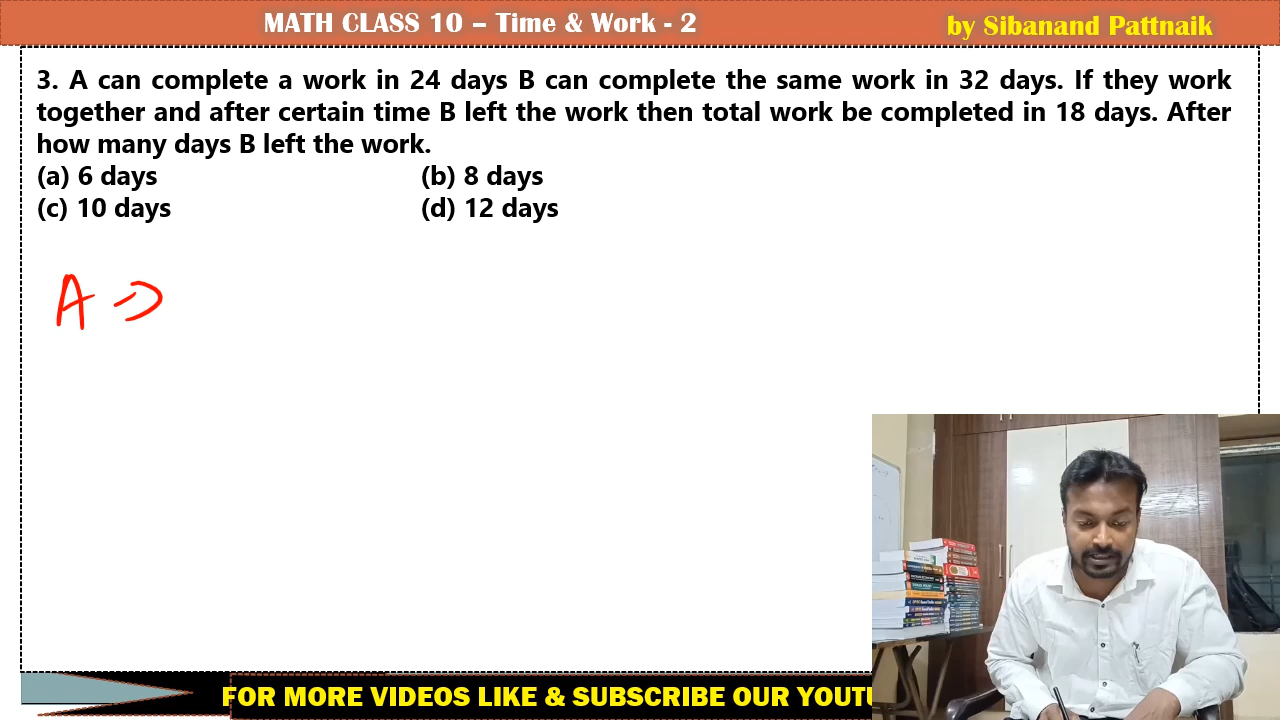 MATH CLASS 10 – Time & Work - 2
by Sibanand Pattnaik
3. A can complete a work in 24 days B can complete the same work in 32 days. If they work
together and after certain time B left the work then total work be completed in 18 days. After
how many days B left the work.
(a) 6 days (b) 8 days
(c) 10 days (d) 12 days
A ⇒
FOR MORE VIDEOS LIKE & SUBSCRIBE OUR